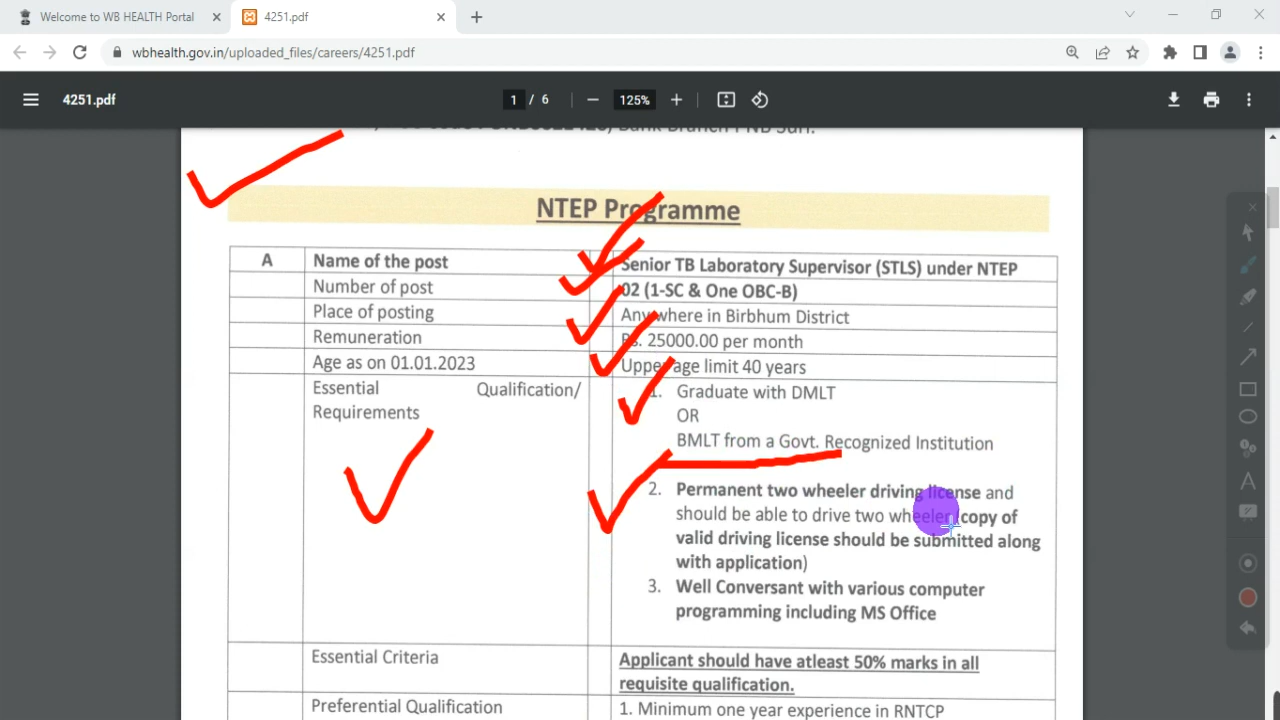 Welcome to WB HEALTH Portal
4251.pdf
wbhealth.gov.in/uploaded_files/careers/4251.pdf
4251.pdf
1 / 6
125%
Bank Branch PNB Suri.
NTEP Programme
A Name of the post Senior TB Laboratory Supervisor (STLS) under NTEP
Number of post 02 (1-SC & One OBC-B)
Place of posting Anywhere in Birbhum District
Remuneration Rs. 25000.00 per month
Age as on 01.01.2023 Upper age limit 40 years
Essential Qualification/
Requirements
1. Graduate with DMLT
OR
BMLT from a Govt. Recognized Institution
2. Permanent two wheeler driving license and
should be able to drive two wheeler (copy of
valid driving license should be submitted along
with application)
3. Well Conversant with various computer
programming including MS Office
Essential Criteria Applicant should have atleast 50% marks in all
requisite qualification.
Preferential Qualification 1. Minimum one year experience in RNTCP